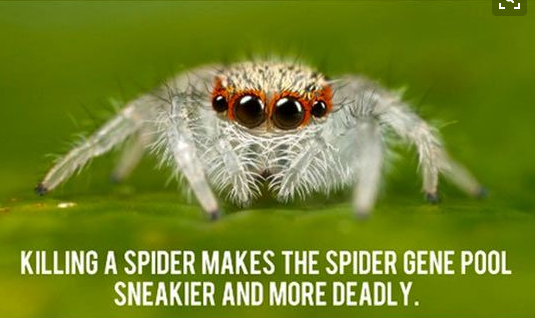 KILLING A SPIDER MAKES THE SPIDER GENE POOL
SNEAKIER AND MORE DEADLY.